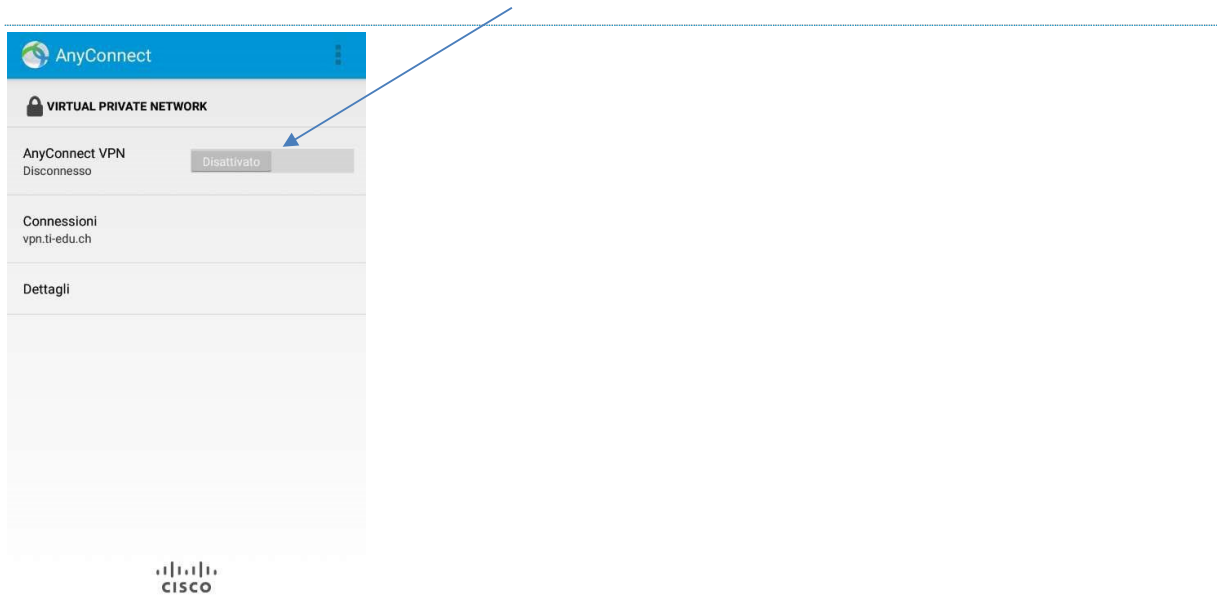 AnyConnect
VIRTUAL PRIVATE NETWORK
AnyConnect VPN
Disattivato
Disconnesso
Connessioni
vpn.ti-edu.ch
Dettagli
CISCO